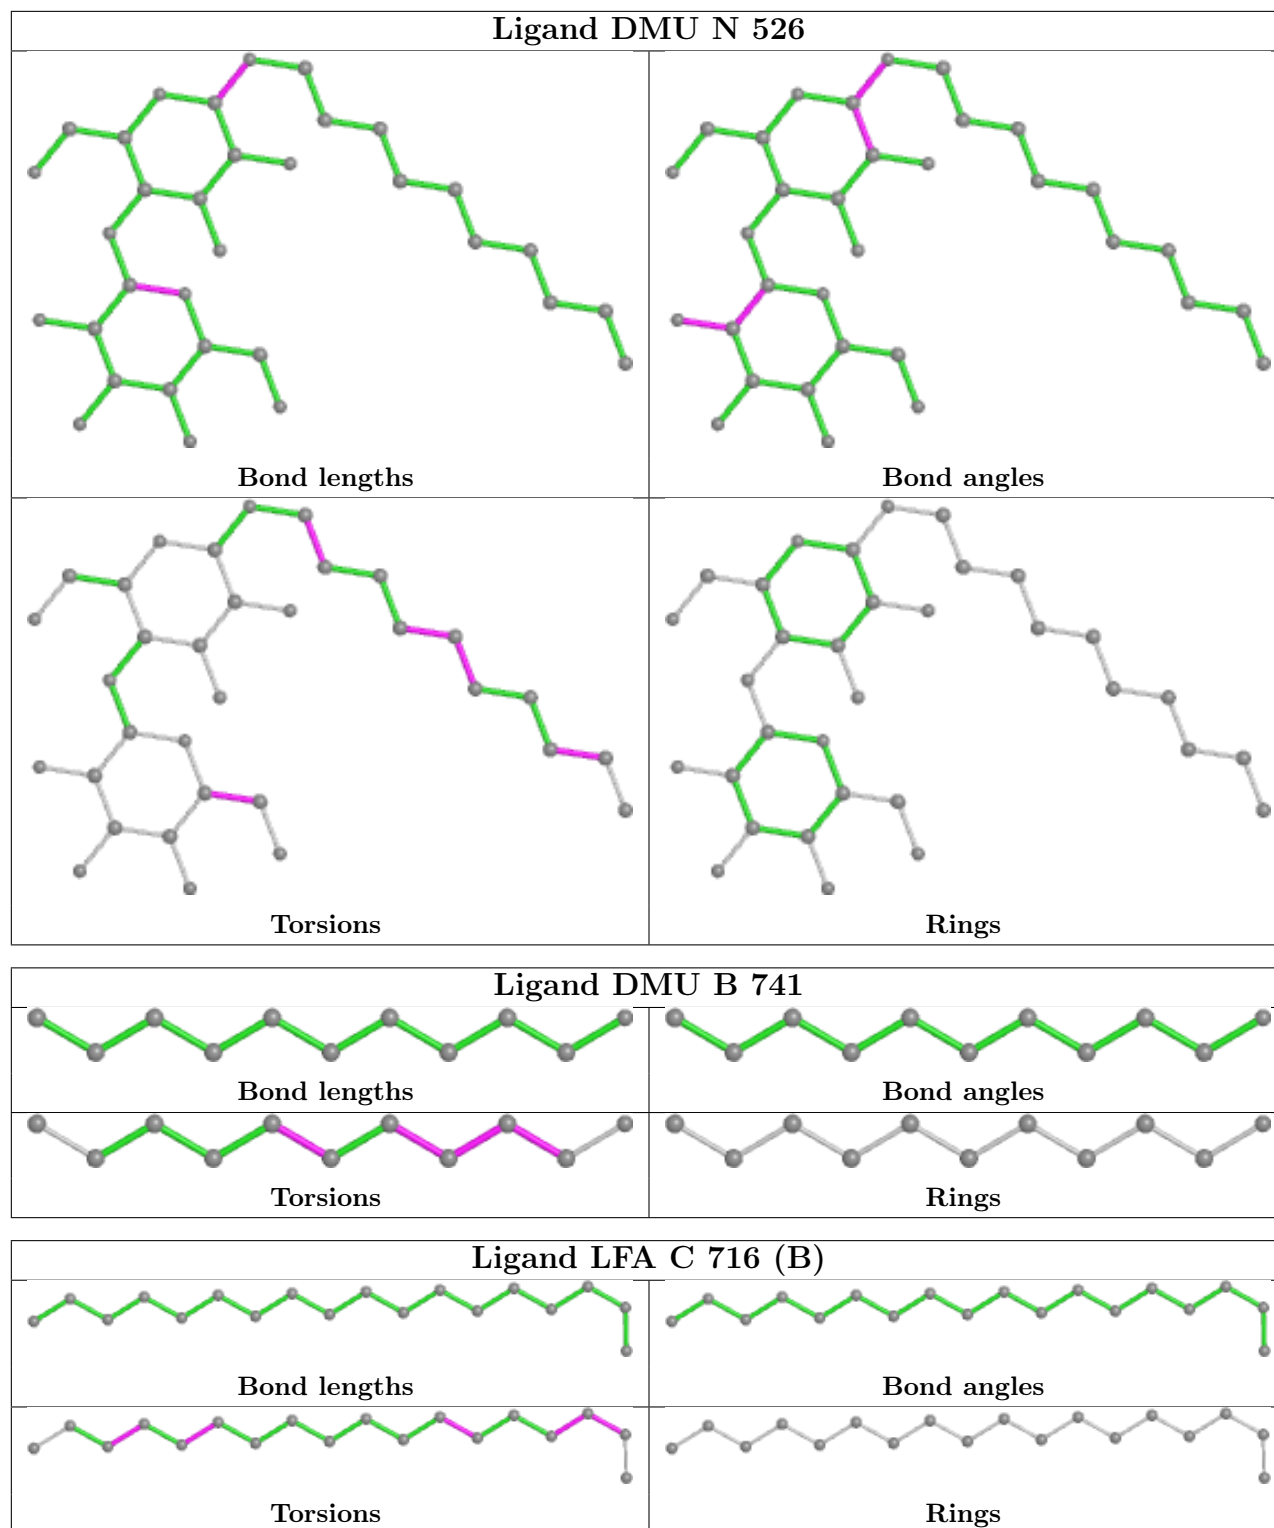 Ligand DMU N 526
Bond lengths
Bond angles
Torsions
Rings
Ligand DMU B 741
Bond lengths
Bond angles
Torsions
Rings
Ligand LFA C 716 (B)
Bond lengths
Bond angles
Torsions
Rings